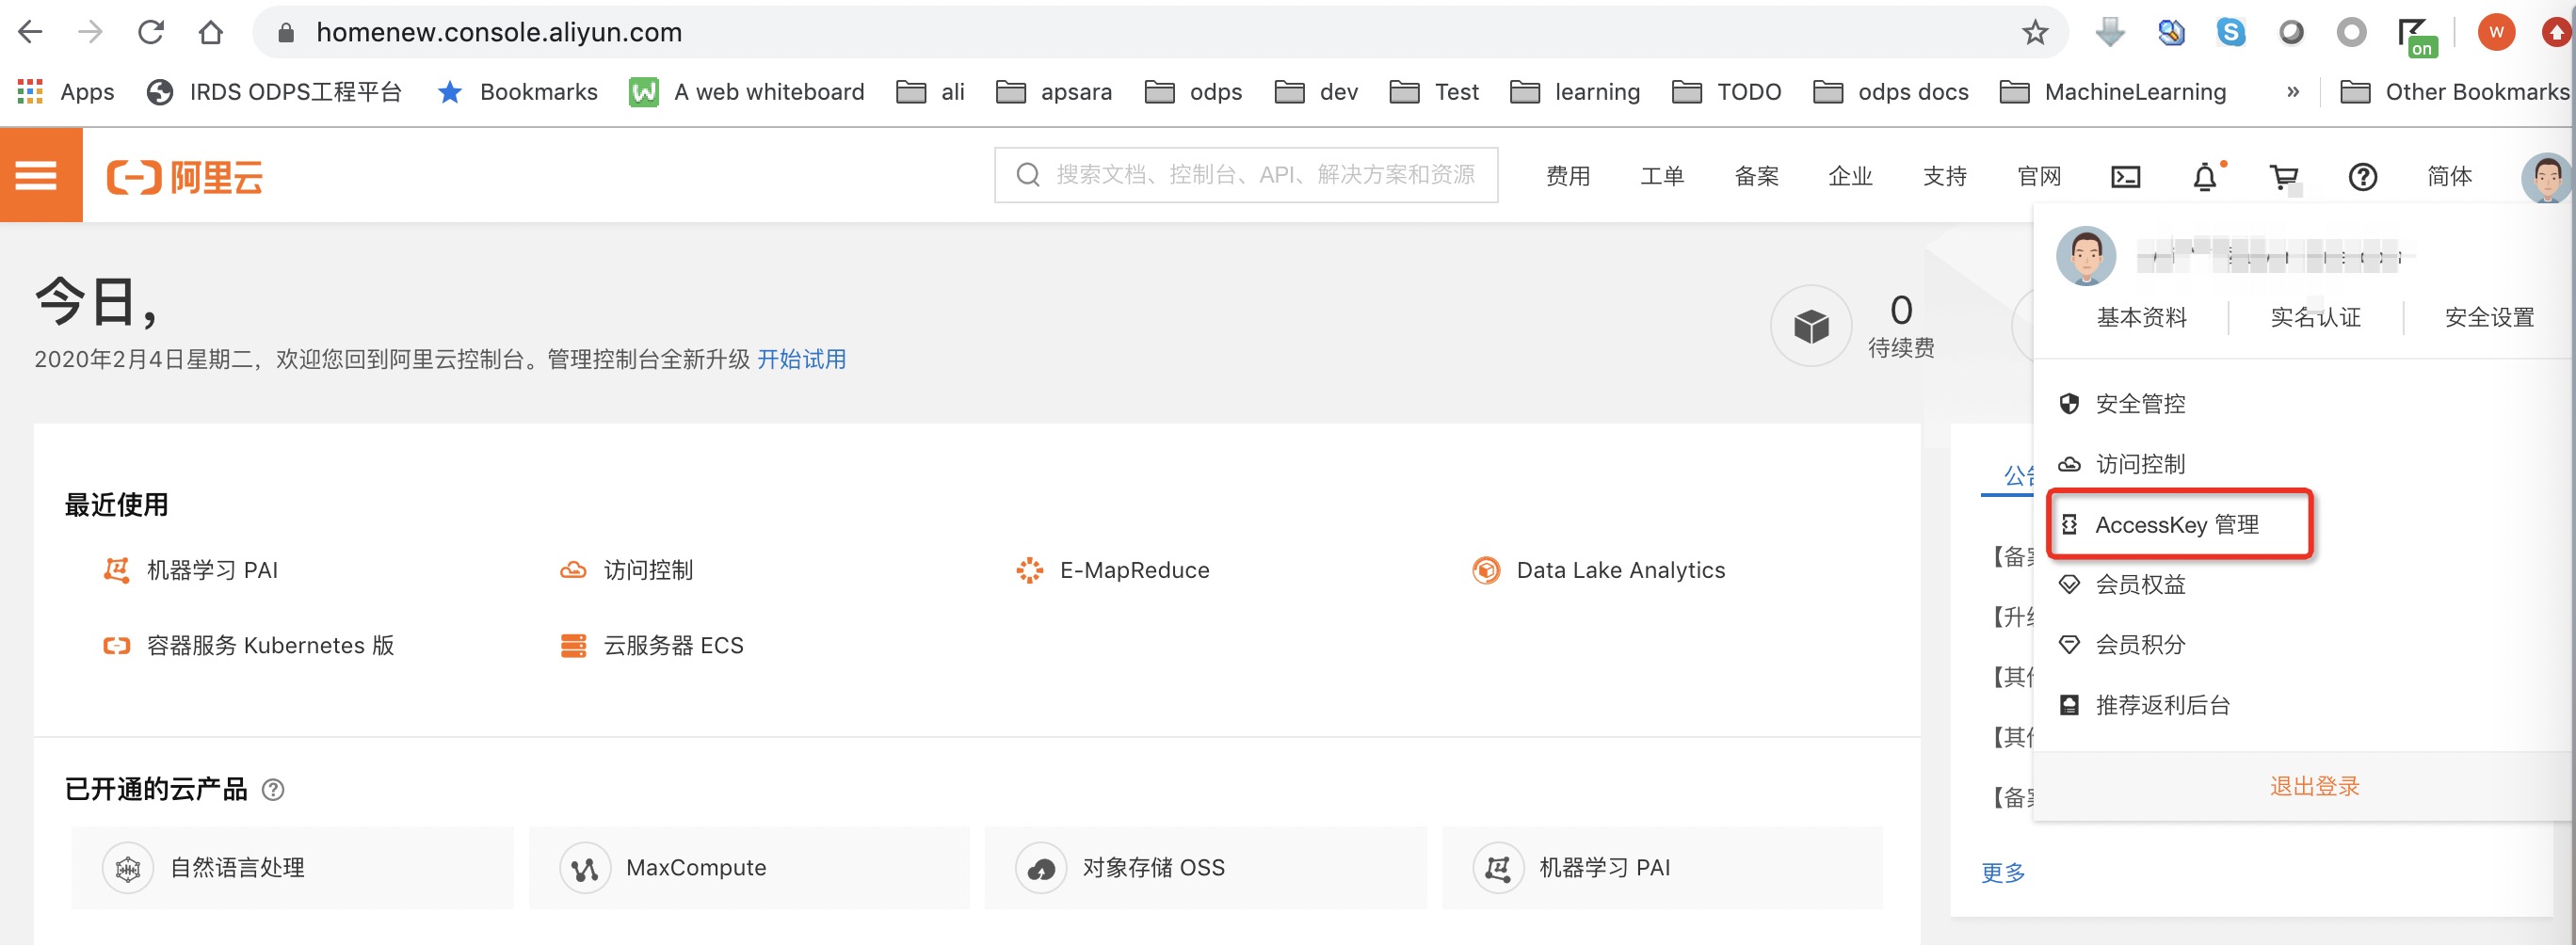 homenew.console.aliyun.com
on
W
Apps IRDS ODPS工程平台 Bookmarks A web whiteboard ali apsara odps dev Test learning TODO odps docs MachineLearning » Other Bookmarks
阿里云 搜索文档、控制台、API、解决方案和资源 费用 工单 备案 企业 支持 官网 简体
今日，
2020年2月4日星期二，欢迎您回到阿里云控制台。管理控制台全新升级 开始试用
0
待续费
基本资料 实名认证 安全设置
安全管控
访问控制
AccessKey 管理
会员权益
会员积分
推荐返利后台
退出登录
最近使用
机器学习 PAI 访问控制 E-MapReduce Data Lake Analytics
容器服务 Kubernetes 版 云服务器 ECS
已开通的云产品
自然语言处理 MaxCompute 对象存储 OSS 机器学习 PAI
公
【备
【升
【其
【其
【备
更多